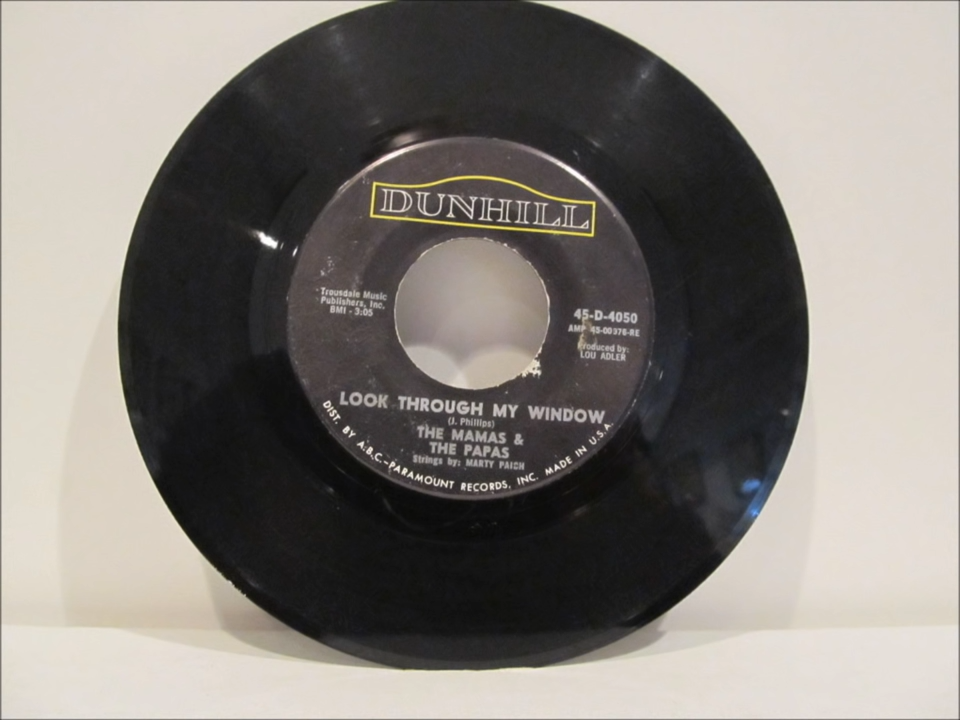 DUNHILL
Trousdale Music
Publishers, Inc.
BMI - 3:05
45-D-4050
AMP 45-00376-RE
Produced by:
LOU ADLER
LOOK THROUGH MY WINDOW
(J. Phillips)
THE MAMAS &
THE PAPAS
Strings by: MARTY PAICH
DIST. BY A.B.C.-PARAMOUNT RECORDS, INC. MADE IN U.S.A.